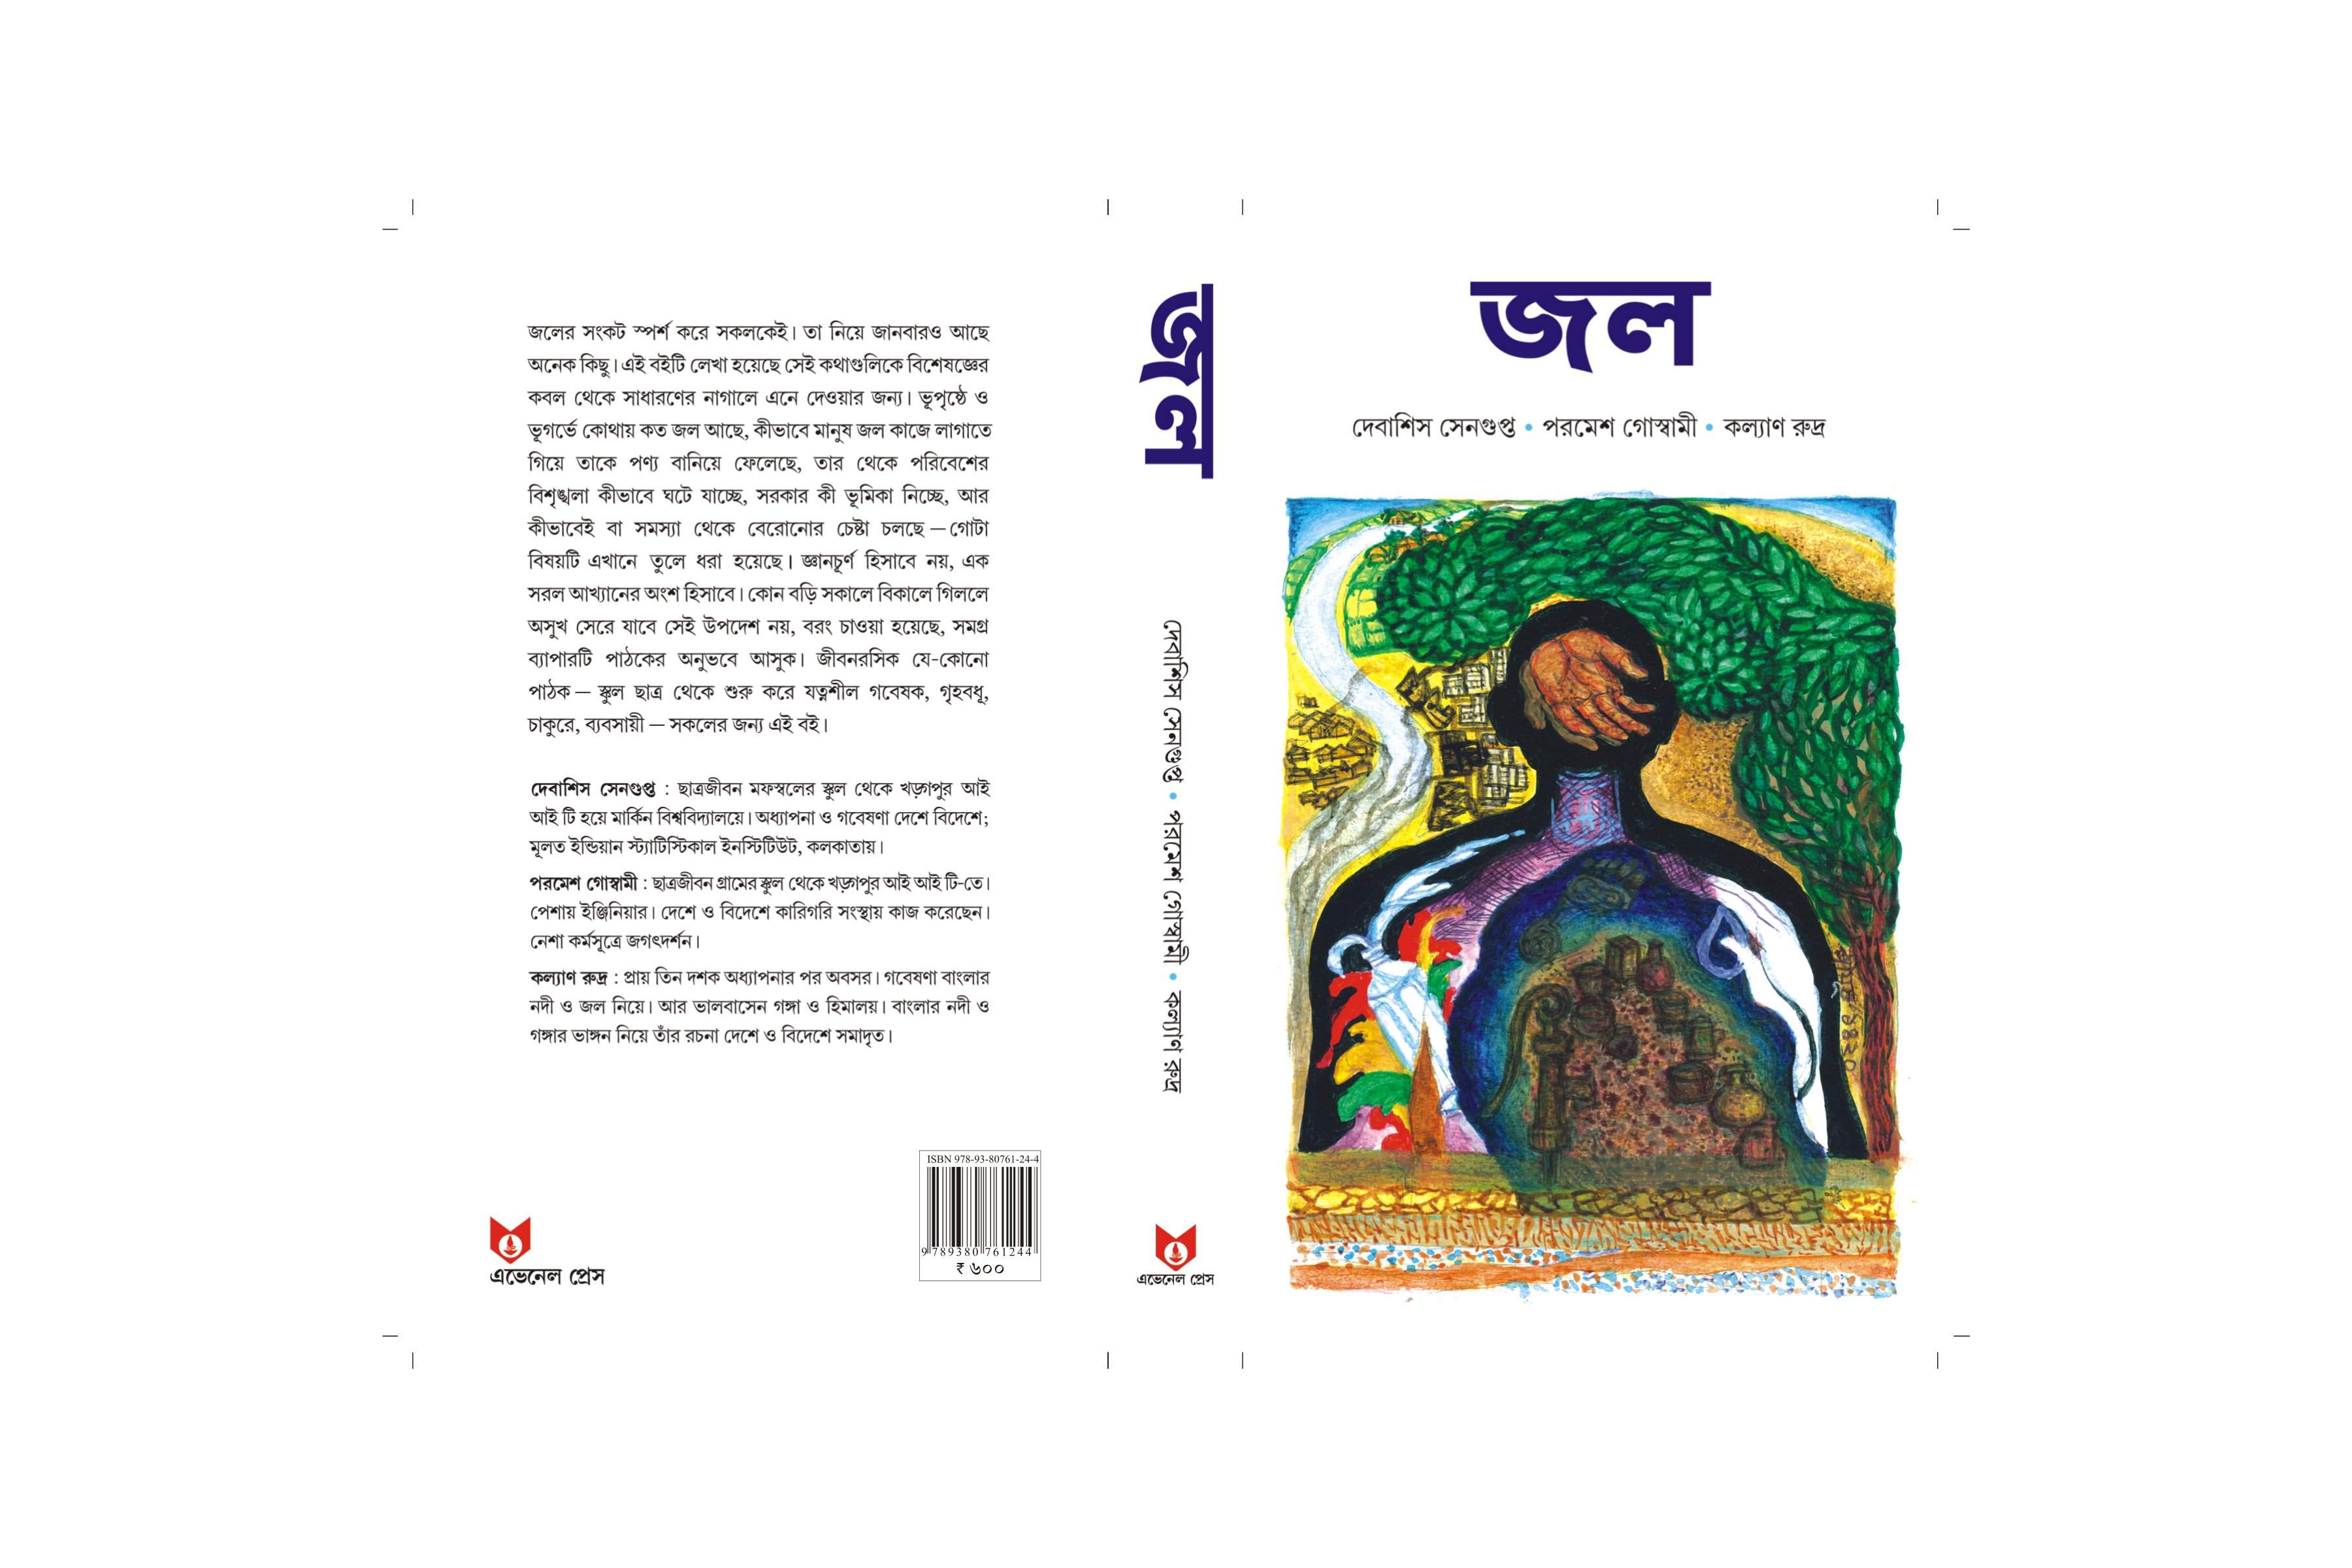 জলের সংকট স্পর্শ করে সকলকেই। তা নিয়ে জানবারও আছে
অনেক কিছু। এই বইটি লেখা হয়েছে সেই কথাগুলিকে বিশেষজ্ঞের
কবল থেকে সাধারণের নাগালে এনে দেওয়ার জন্য। ভূপৃষ্ঠে ও
ভূগর্ভে কোথায় কত জল আছে, কীভাবে মানুষ জল কাজে লাগাতে
গিয়ে তাকে পণ্য বানিয়ে ফেলেছে, তার থেকে পরিবেশের
বিশৃঙ্খলা কীভাবে ঘটে যাচ্ছে, সরকার কী ভূমিকা নিচ্ছে, আর
কীভাবেই বা সমস্যা থেকে বেরোনোর চেষ্টা চলছে — গোটা
বিষয়টি এখানে তুলে ধরা হয়েছে। জ্ঞানচূর্ণ হিসাবে নয়, এক
সরল আখ্যানের অংশ হিসাবে। কোন বড়ি সকালে বিকালে গিললে
অসুখ সেরে যাবে সেই উপদেশ নয়, বরং চাওয়া হয়েছে, সমগ্র
ব্যাপারটি পাঠকের অনুভবে আসুক। জীবনরসিক যে-কোনো
পাঠক — স্কুল ছাত্র থেকে শুরু করে যত্নশীল গবেষক, গৃহবধূ,
চাকুরে, ব্যবসায়ী — সকলের জন্য এই বই।
দেবাশিস সেনগুপ্ত : ছাত্রজীবন মফস্বলের স্কুল থেকে খড়্গপুর আই
আই টি হয়ে মার্কিন বিশ্ববিদ্যালয়ে। অধ্যাপনা ও গবেষণা দেশে বিদেশে;
মূলত ইন্ডিয়ান স্ট্যাটিস্টিকাল ইনস্টিটিউট, কলকাতায়।
পরমেশ গোস্বামী : ছাত্রজীবন গ্রামের স্কুল থেকে খড়্গপুর আই আই টি-তে।
পেশায় ইঞ্জিনিয়ার। দেশে ও বিদেশে কারিগরি সংস্থায় কাজ করেছেন।
নেশা কর্মসূত্রে জগৎদর্শন।
কল্যাণ রুদ্র : প্রায় তিন দশক অধ্যাপনার পর অবসর। গবেষণা বাংলার
নদী ও জল নিয়ে। আর ভালবাসেন গঙ্গা ও হিমালয়। বাংলার নদী ও
গঙ্গার ভাঙ্গন নিয়ে তাঁর রচনা দেশে ও বিদেশে সমাদৃত।
এভেনেল প্রেস
ISBN 978-93-80761-24-4
9 789380 761244
₹ ৬০০
জল
দেবাশিস সেনগুপ্ত • পরমেশ গোস্বামী • কল্যাণ রুদ্র
এভেনেল প্রেস
জল
দেবাশিস সেনগুপ্ত • পরমেশ গোস্বামী • কল্যাণ রুদ্র